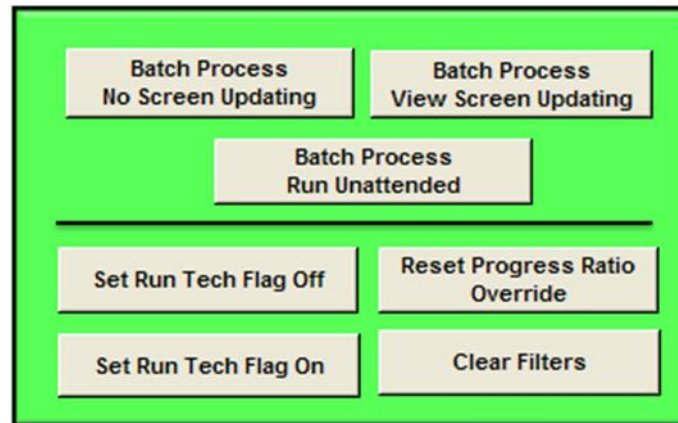 Batch Process
No Screen Updating
Batch Process
View Screen Updating
Batch Process
Run Unattended
Set Run Tech Flag Off
Reset Progress Ratio
Override
Set Run Tech Flag On
Clear Filters